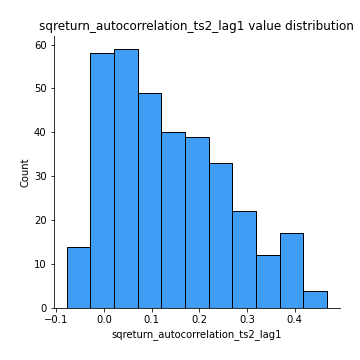 sqreturn_autocorrelation_ts2_lag1 value distribution
60
50
40
30
20
10
0
Count
−0.1 0.0 0.1 0.2 0.3 0.4
sqreturn_autocorrelation_ts2_lag1